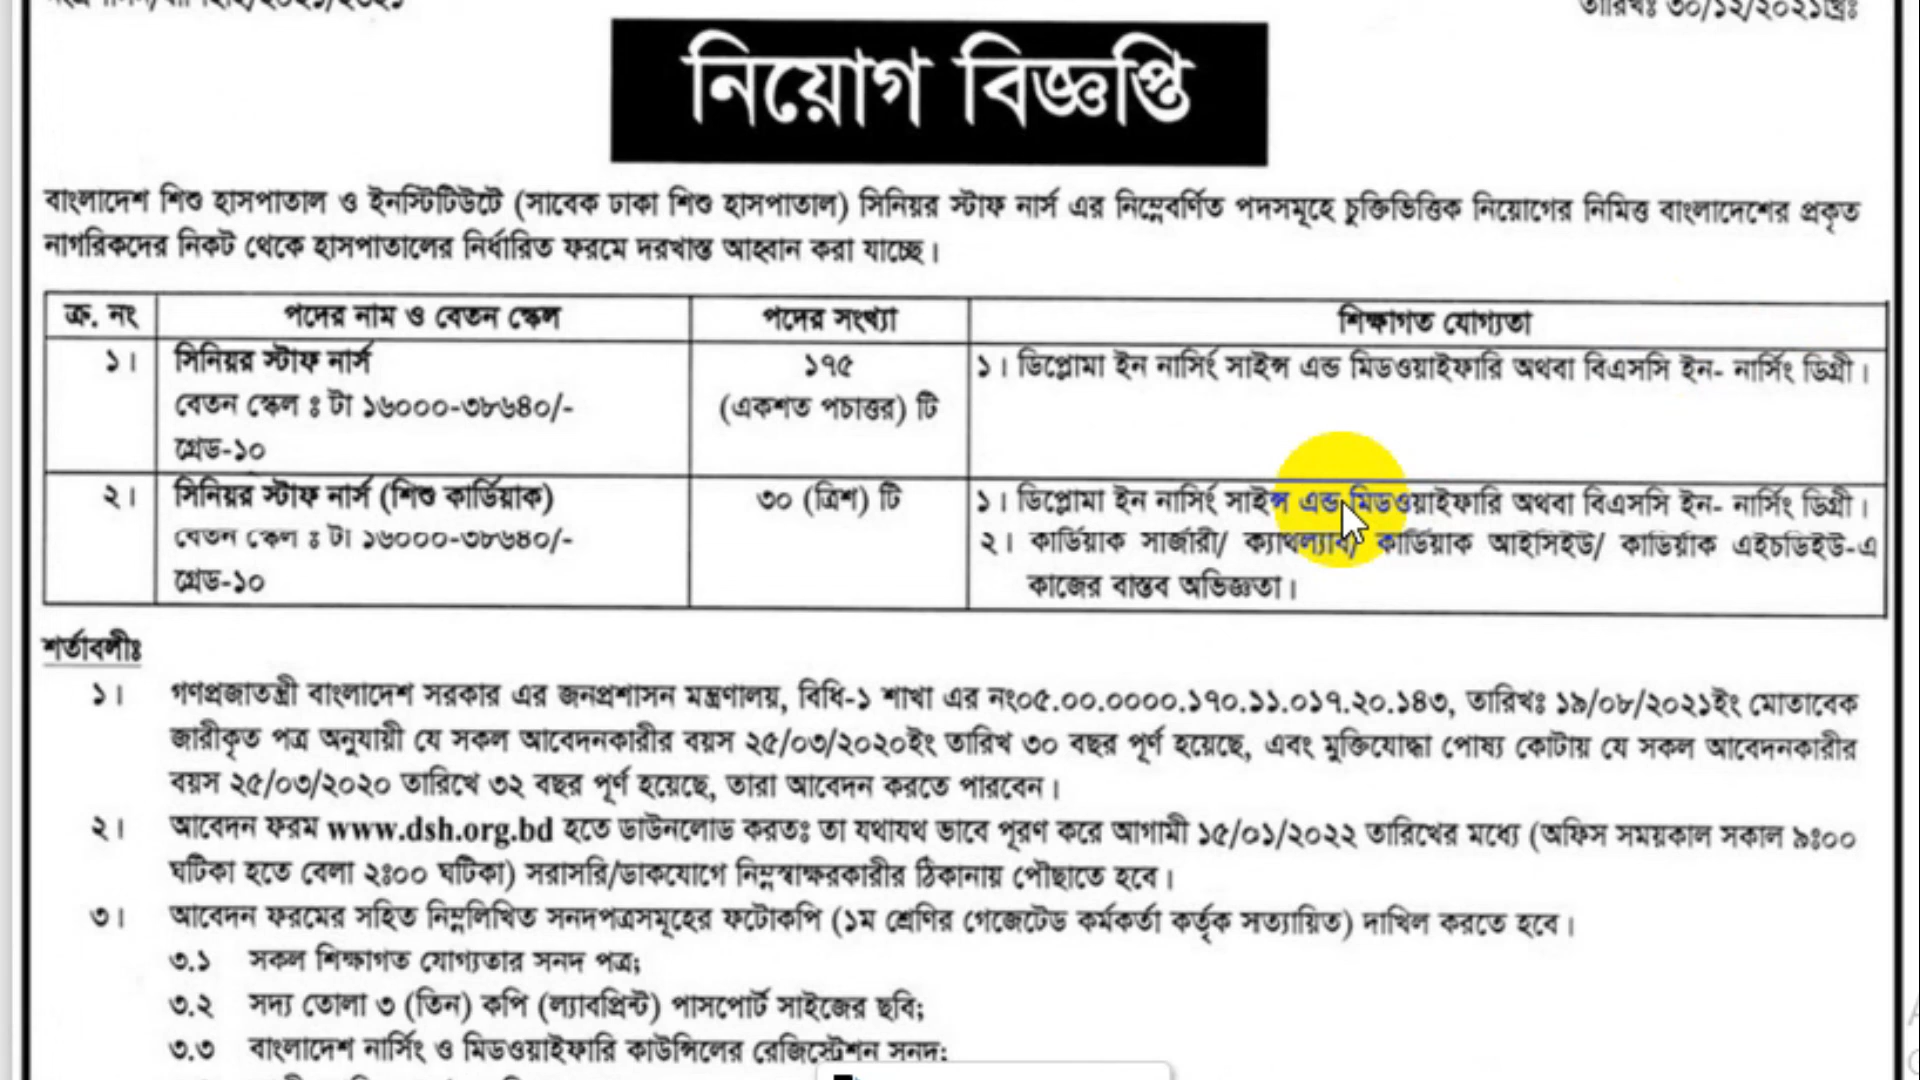 তারিখঃ ৩০/১২/২০২১খ্রিঃ
নিয়োগ বিজ্ঞপ্তি
বাংলাদেশ শিশু হাসপাতাল ও ইনস্টিটিউটে (সাবেক ঢাকা শিশু হাসপাতাল) সিনিয়র স্টাফ নার্স এর নিম্নেবর্ণিত পদসমূহে চুক্তিভিত্তিক নিয়োগের নিমিত্ত বাংলাদেশের প্রকৃত
নাগরিকদের নিকট থেকে হাসপাতালের নির্ধারিত ফরমে দরখাস্ত আহ্বান করা যাচ্ছে।
ক্র. নং পদের নাম ও বেতন স্কেল পদের সংখ্যা শিক্ষাগত যোগ্যতা
১। সিনিয়র স্টাফ নার্স ১৭৫ ১। ডিপ্লোমা ইন নার্সিং সাইন্স এন্ড মিডওয়াইফারি অথবা বিএসসি ইন- নার্সিং ডিগ্রী।
বেতন স্কেল ঃ টা ১৬০০০-৩৮৬৪০/- (একশত পচাত্তর) টি
গ্রেড-১০
২। সিনিয়র স্টাফ নার্স (শিশু কার্ডিয়াক) ৩০ (ত্রিশ) টি ১। ডিপ্লোমা ইন নার্সিং সাইন্স এন্ড মিডওয়াইফারি অথবা বিএসসি ইন- নার্সিং ডিগ্রী।
বেতন স্কেল ঃ টা ১৬০০০-৩৮৬৪০/- ২। কার্ডিয়াক সার্জারী/ ক্যাথল্যাব/ কার্ডিয়াক আইসিইউ/ কার্ডিয়াক এইচডিইউ-এ
গ্রেড-১০ কাজের বাস্তব অভিজ্ঞতা।
শর্তাবলীঃ
১। গণপ্রজাতন্ত্রী বাংলাদেশ সরকার এর জনপ্রশাসন মন্ত্রণালয়, বিধি-১ শাখা এর নং০৫.০০.০০০০.১৭০.১১.০১৭.২০.১৪৩, তারিখঃ ১৯/০৮/২০২১ইং মোতাবেক
জারীকৃত পত্র অনুযায়ী যে সকল আবেদনকারীর বয়স ২৫/০৩/২০২০ইং তারিখ ৩০ বছর পূর্ণ হয়েছে, এবং মুক্তিযোদ্ধা পোষ্য কোটায় যে সকল আবেদনকারীর
বয়স ২৫/০৩/২০২০ তারিখে ৩২ বছর পূর্ণ হয়েছে, তারা আবেদন করতে পারবেন।
২। আবেদন ফরম www.dsh.org.bd হতে ডাউনলোড করতঃ তা যথাযথ ভাবে পূরণ করে আগামী ১৫/০১/২০২২ তারিখের মধ্যে (অফিস সময়কাল সকাল ৯ঃ০০
ঘটিকা হতে বেলা ২ঃ০০ ঘটিকা) সরাসরি/ডাকযোগে নিম্নস্বাক্ষরকারীর ঠিকানায় পৌছাতে হবে।
৩। আবেদন ফরমের সহিত নিম্নলিখিত সনদপত্রসমূহের ফটোকপি (১ম শ্রেণির গেজেটেড কর্মকর্তা কর্তৃক সত্যায়িত) দাখিল করতে হবে।
৩.১ সকল শিক্ষাগত যোগ্যতার সনদ পত্র;
৩.২ সদ্য তোলা ৩ (তিন) কপি (ল্যাবপ্রিন্ট) পাসপোর্ট সাইজের ছবি;
৩.৩ বাংলাদেশ নার্সিং ও মিডওয়াইফারি কাউন্সিলের রেজিস্ট্রেশন সনদ;